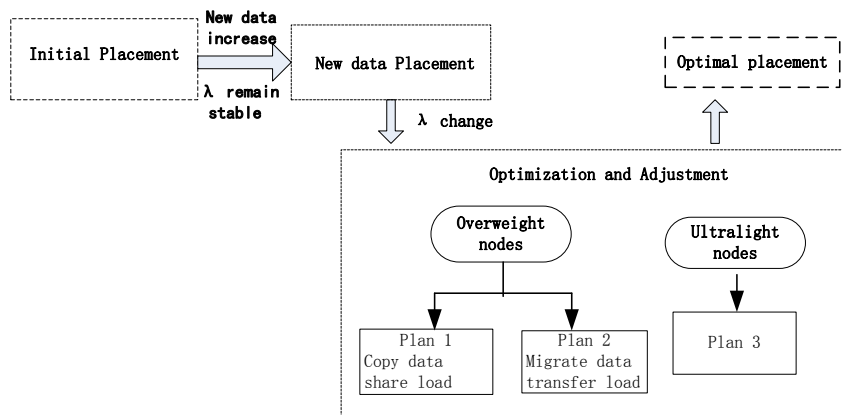 Initial Placement
New data
increase
λ remain
stable
New data Placement
λ change
Optimal placement
Optimization and Adjustment
Overweight
nodes
Ultralight
nodes
Plan 1
Copy data
share load
Plan 2
Migrate data
transfer load
Plan 3